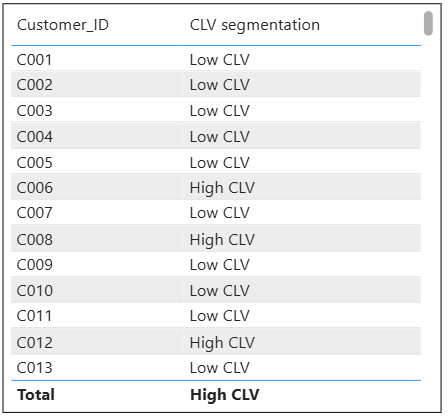 Customer_ID CLV segmentation
C001 Low CLV
C002 Low CLV
C003 Low CLV
C004 Low CLV
C005 Low CLV
C006 High CLV
C007 Low CLV
C008 High CLV
C009 Low CLV
C010 Low CLV
C011 Low CLV
C012 High CLV
C013 Low CLV
Total High CLV